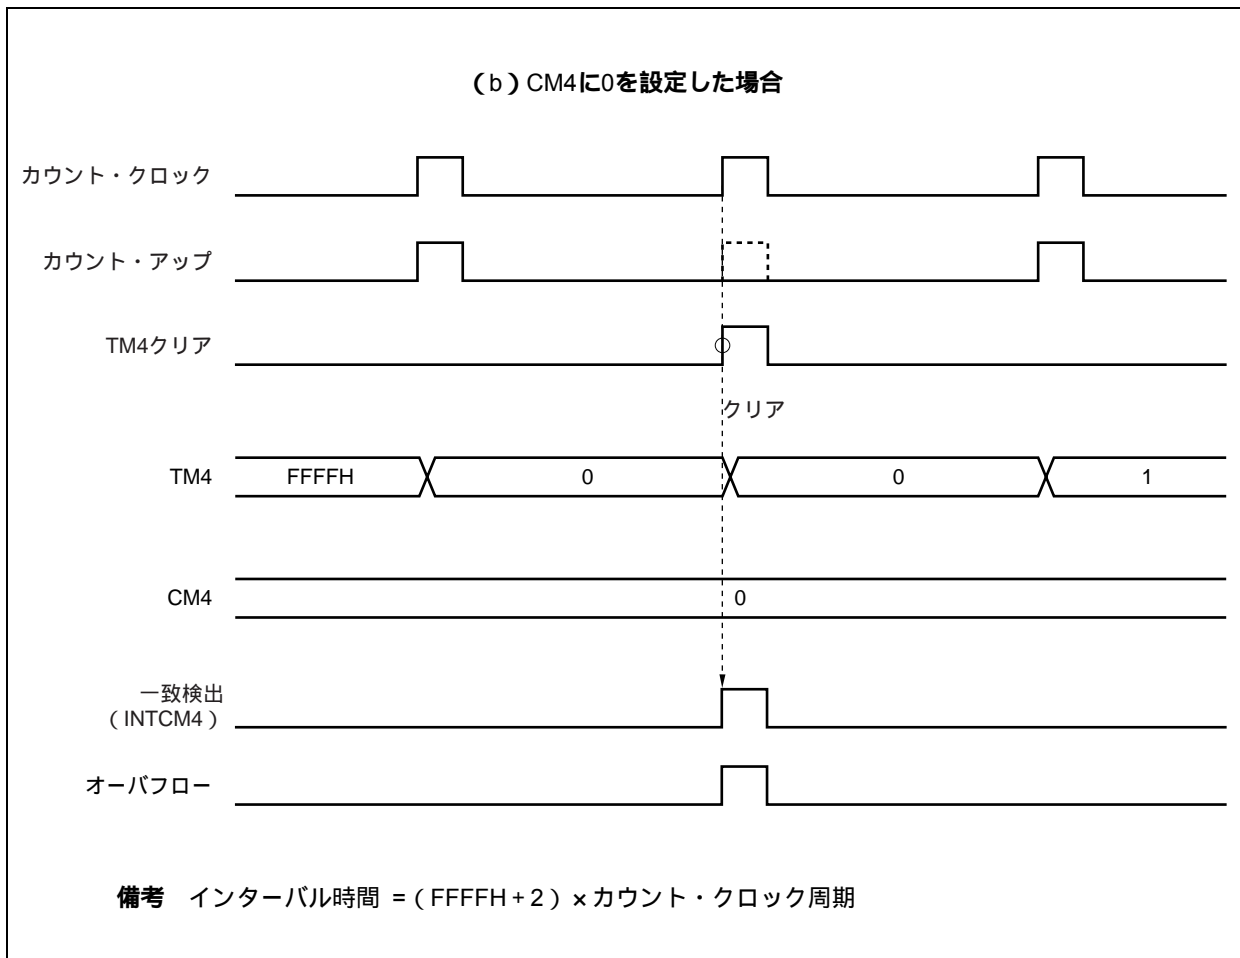 （b）CM4に0を設定した場合
カウント・クロック
カウント・アップ
TM4クリア
クリア
TM4 FFFFH 0 0 1
CM4 0
一致検出
（INTCM4）
オーバフロー
備考 インターバル時間 =（FFFFH+2）×カウント・クロック周期